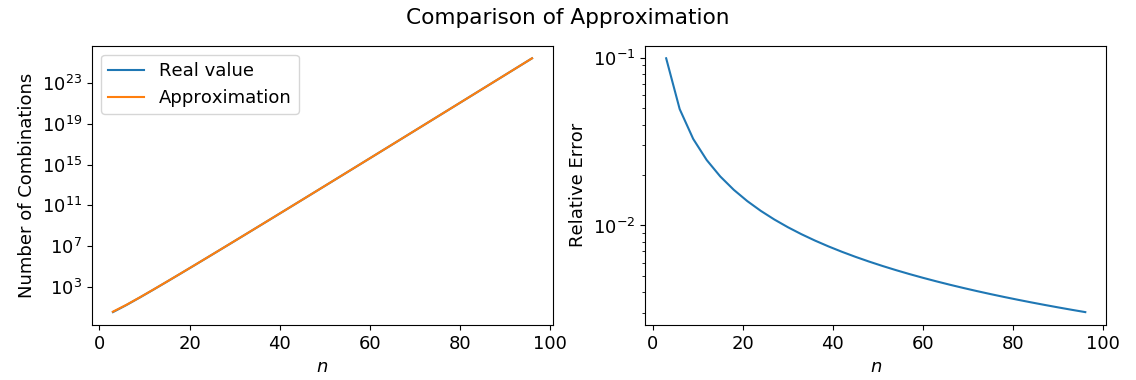 Comparison of Approximation
Number of Combinations
10^23
10^19
10^15
10^11
10^7
10^3
Real value
Approximation
0 20 40 60 80 100
n
Relative Error
10^−1
10^−2
0 20 40 60 80 100
n